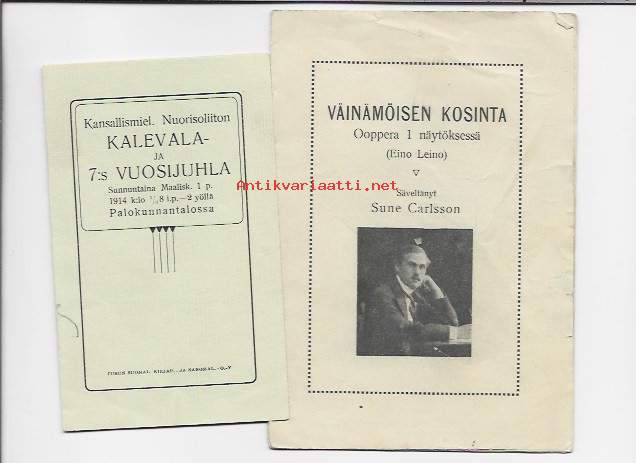 Kansallismiel. Nuorisoliiton
KALEVALA-
JA
7:s VUOSIJUHLA
Sunnuntaina Maalisk. 1 p.
1914 k:lo 1/2 8 i.p.—2 yöllä
Palokunnantalossa
VÄINÄMÖISEN KOSINTA
Ooppera 1 näytöksessä
(Eino Leino)
Säveltänyt
Sune Carlsson
Antikvariaatti.net